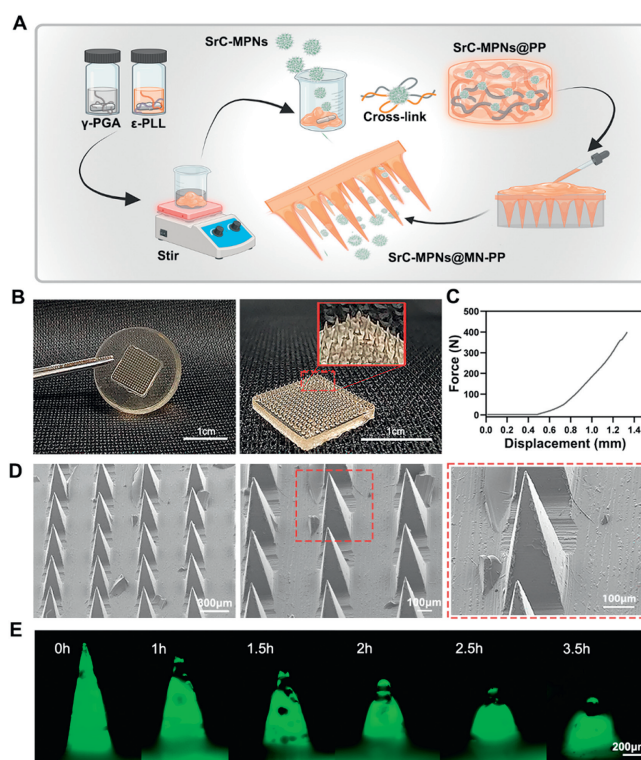 A
SrC-MPNs
SrC-MPNs@PP
γ-PGA ε-PLL
Cross-link
Stir
SrC-MPNs@MN-PP
B
1cm
1cm
C
Force (N)
500
400
300
200
100
0
0.0 0.2 0.4 0.6 0.8 1.0 1.2 1.4
Displacement (mm)
D
300μm
100μm
100μm
E
0h 1h 1.5h 2h 2.5h 3.5h
200μm